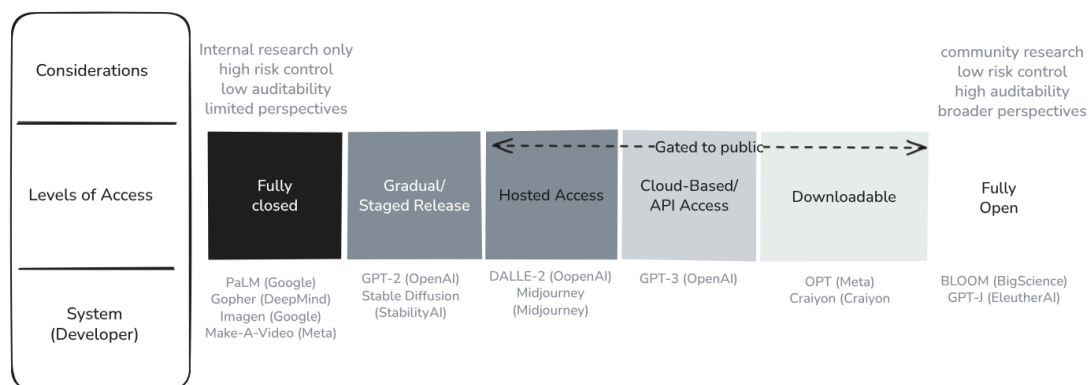 Considerations
Internal research only
high risk control
low auditability
limited perspectives
community research
low risk control
high auditability
broader perspectives
Levels of Access
Fully
closed
Gradual/
Staged Release
Hosted Access
Gated to public
Cloud-Based/
API Access
Downloadable
Fully
Open
System
(Developer)
PaLM (Google)
Gopher (DeepMind)
Imagen (Google)
Make-A-Video (Meta)
GPT-2 (OpenAI)
Stable Diffusion
(StabilityAI)
DALLE-2 (OopenAI)
Midjourney
(Midjourney)
GPT-3 (OpenAI)
OPT (Meta)
Craiyon (Craiyon
BLOOM (BigScience)
GPT-J (EleutherAI)